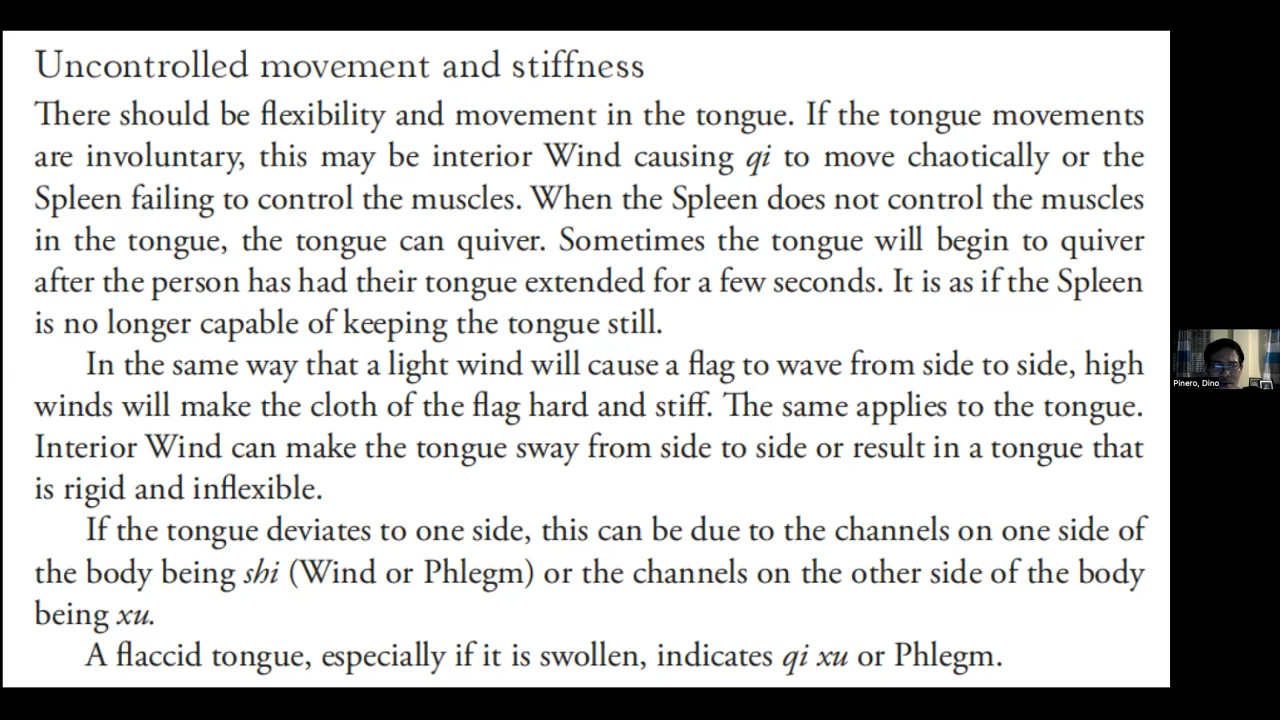 Uncontrolled movement and stiffness
There should be flexibility and movement in the tongue. If the tongue movements
are involuntary, this may be interior Wind causing qi to move chaotically or the
Spleen failing to control the muscles. When the Spleen does not control the muscles
in the tongue, the tongue can quiver. Sometimes the tongue will begin to quiver
after the person has had their tongue extended for a few seconds. It is as if the Spleen
is no longer capable of keeping the tongue still.
In the same way that a light wind will cause a flag to wave from side to side, high
winds will make the cloth of the flag hard and stiff. The same applies to the tongue.
Interior Wind can make the tongue sway from side to side or result in a tongue that
is rigid and inflexible.
If the tongue deviates to one side, this can be due to the channels on one side of
the body being shi (Wind or Phlegm) or the channels on the other side of the body
being xu.
A flaccid tongue, especially if it is swollen, indicates qi xu or Phlegm.
Pinero, Dino